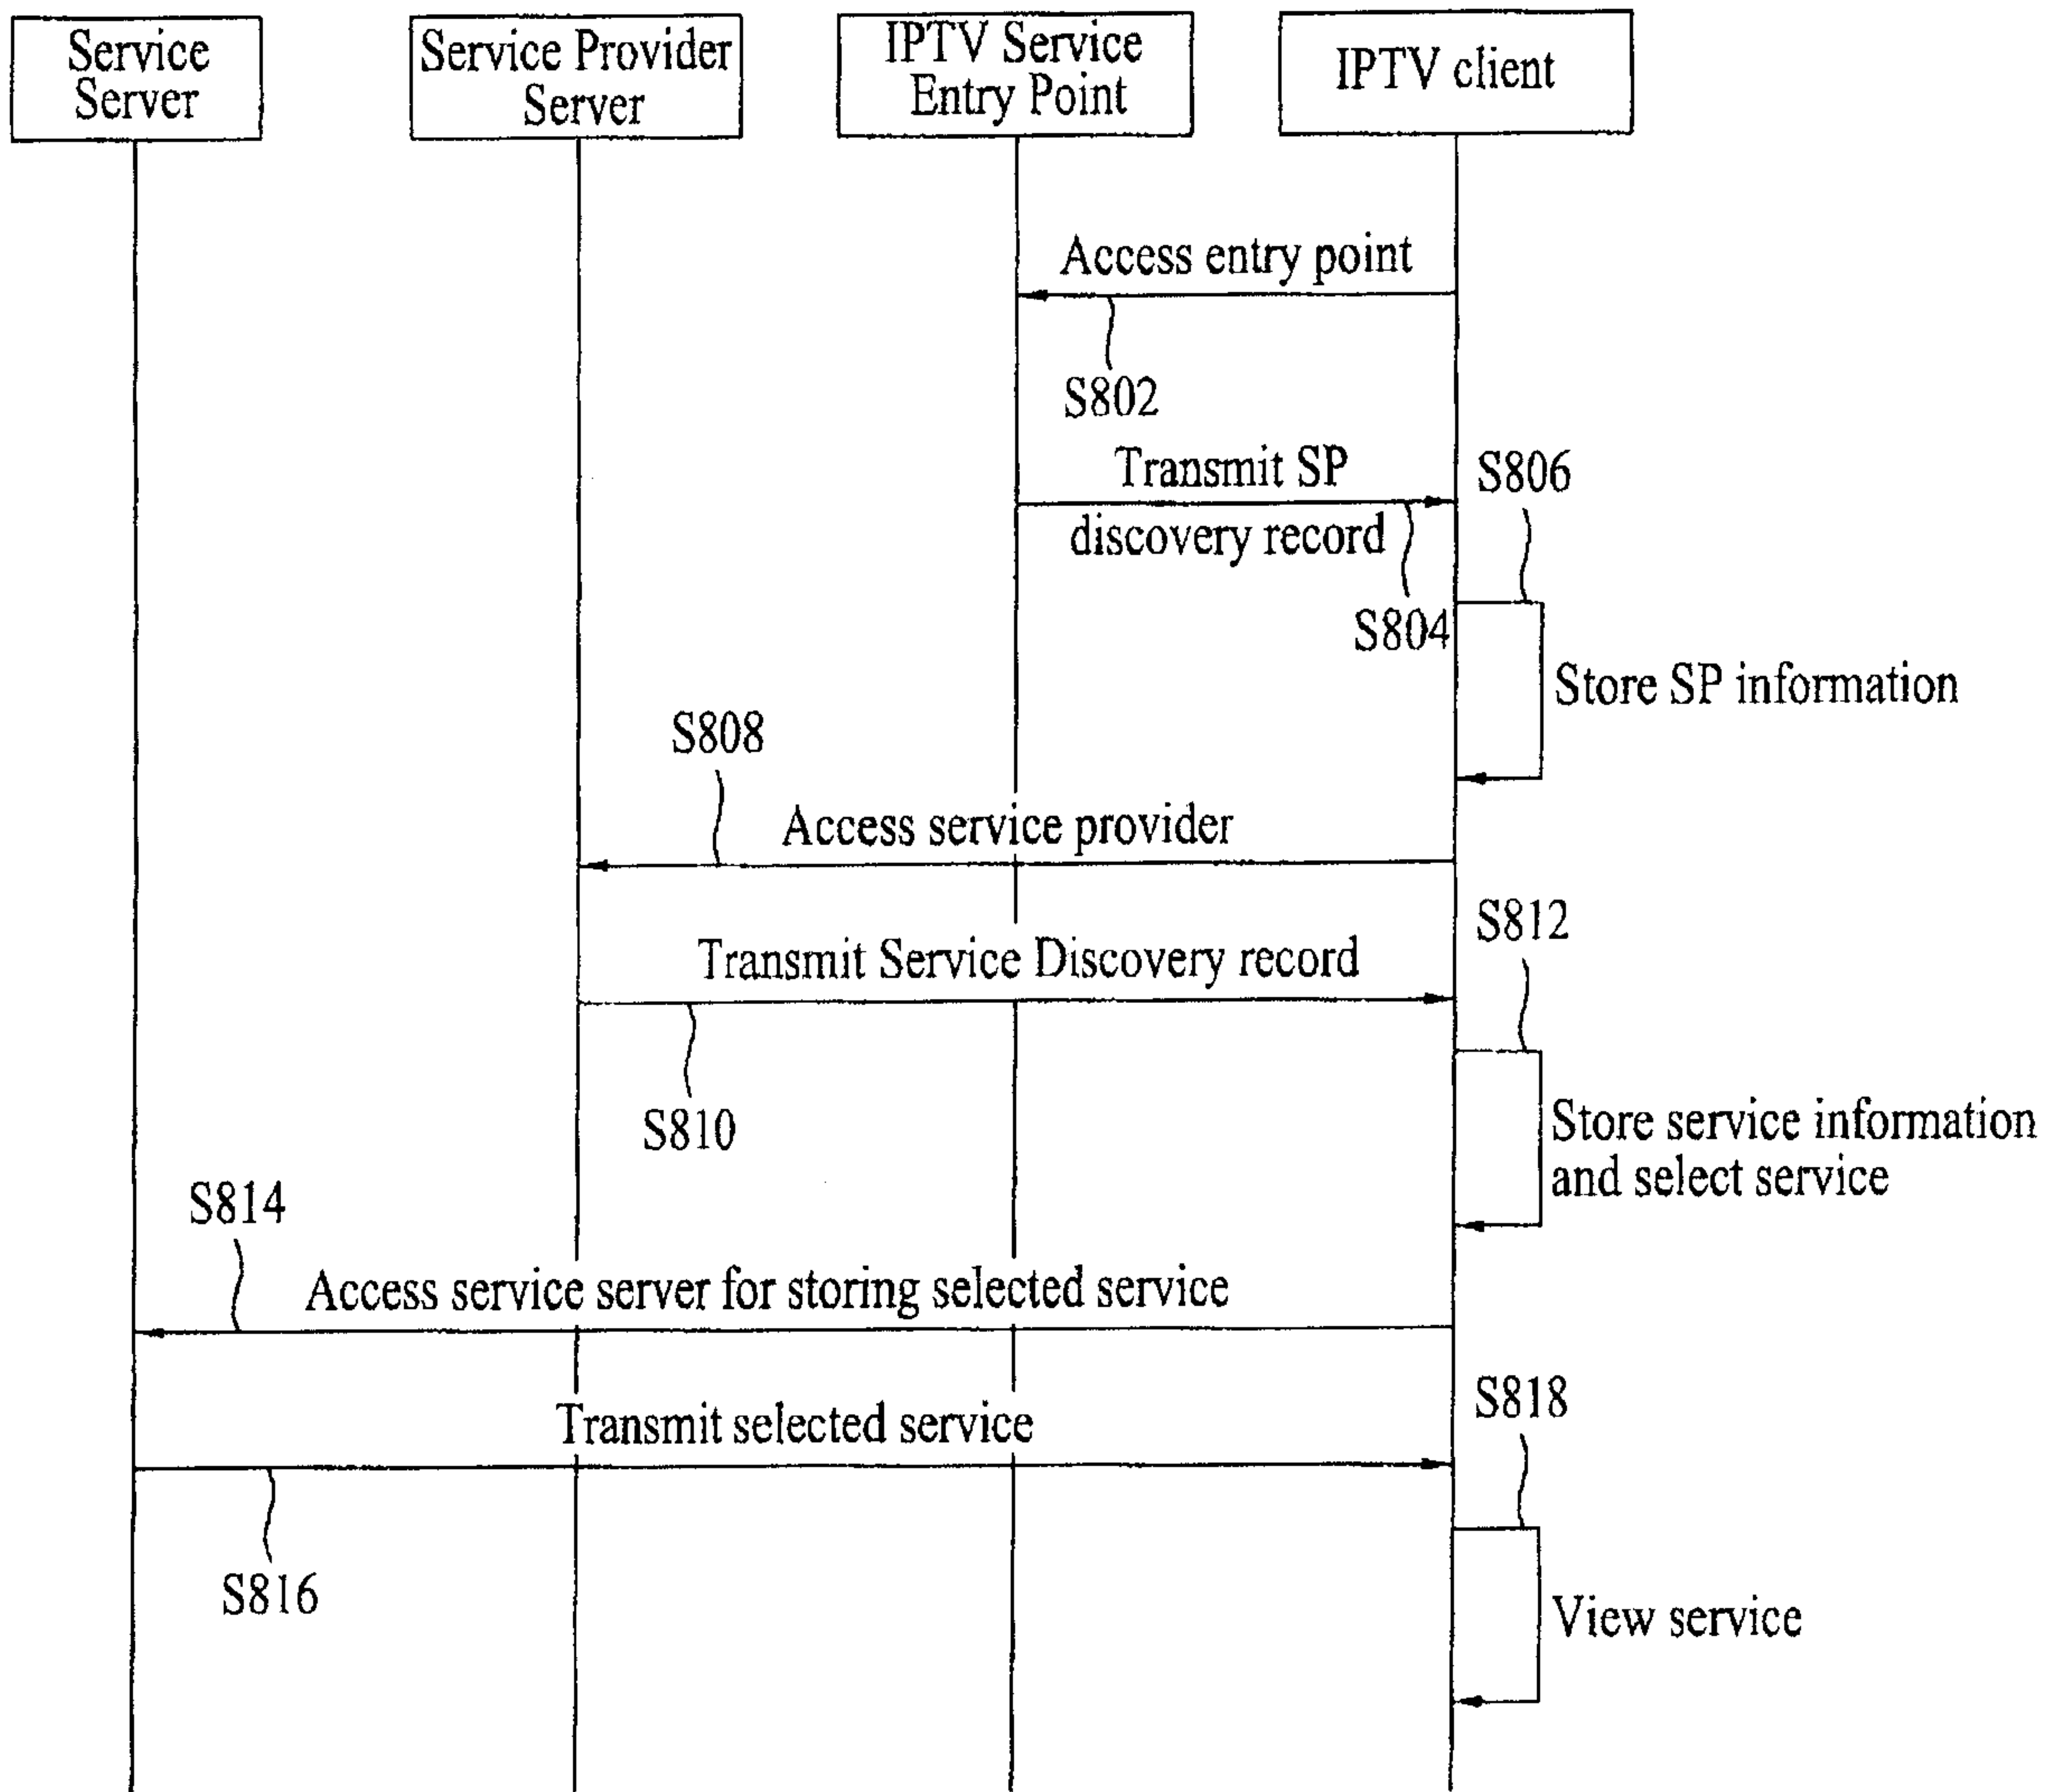 Service
Server
Service Provider
Server
IPTV Service
Entry Point
IPTV client
Access entry point
S802
Transmit SP
discovery record
S804
S806
Store SP information
S808
Access service provider
Transmit Service Discovery record
S810
S812
Store service information
and select service
S814
Access service server for storing selected service
Transmit selected service
S816
S818
View service